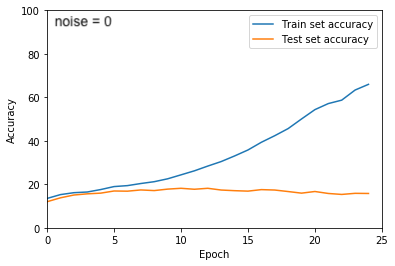 noise = 0
Train set accuracy
Test set accuracy
100
80
60
40
20
0
Accuracy
0 5 10 15 20 25
Epoch